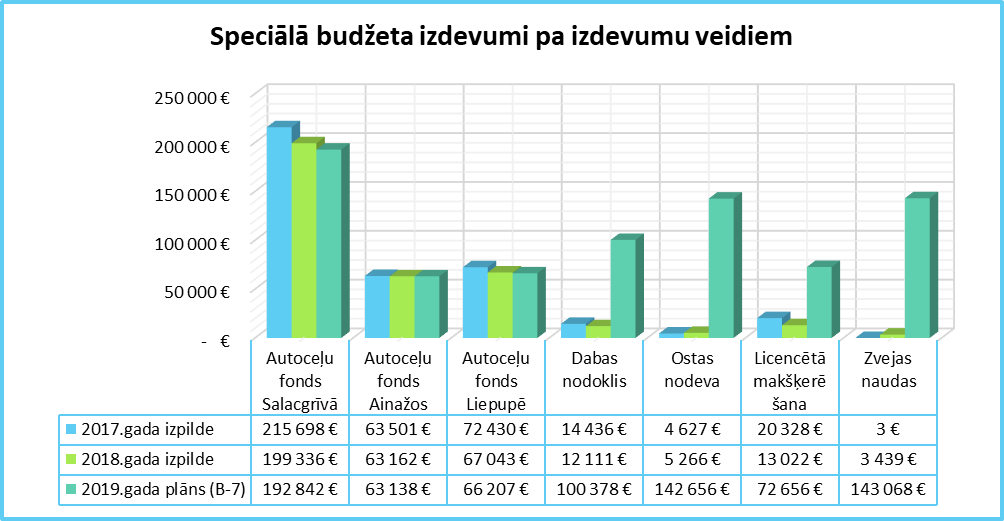 Speciālā budžeta izdevumi pa izdevumu veidiem
250 000 €
200 000 €
150 000 €
100 000 €
50 000 €
- €
Autoceļu fonds Salacgrīvā
Autoceļu fonds Ainažos
Autoceļu fonds Liepupē
Dabas nodoklis
Ostas nodeva
Licencētā makšķerē šana
Zvejas naudas
2017.gada izpilde 215 698 € 63 501 € 72 430 € 14 436 € 4 627 € 20 328 € 3 €
2018.gada izpilde 199 336 € 63 162 € 67 043 € 12 111 € 5 266 € 13 022 € 3 439 €
2019.gada plāns (B-7) 192 842 € 63 138 € 66 207 € 100 378 € 142 656 € 72 656 € 143 068 €